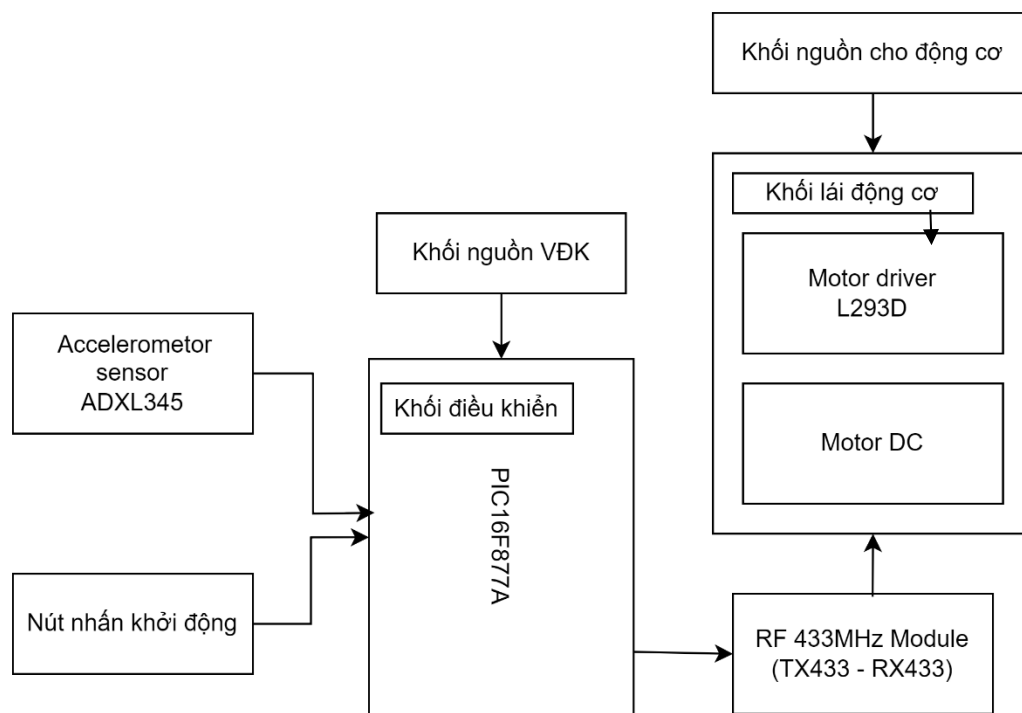 Khối nguồn cho động cơ
Khối lái động cơ
Motor driver
L293D
Motor DC
Khối nguồn VĐK
Accelerometor
sensor
ADXL345
Khối điều khiển
PIC16F877A
Nút nhấn khởi động
RF 433MHz Module
(TX433 - RX433)